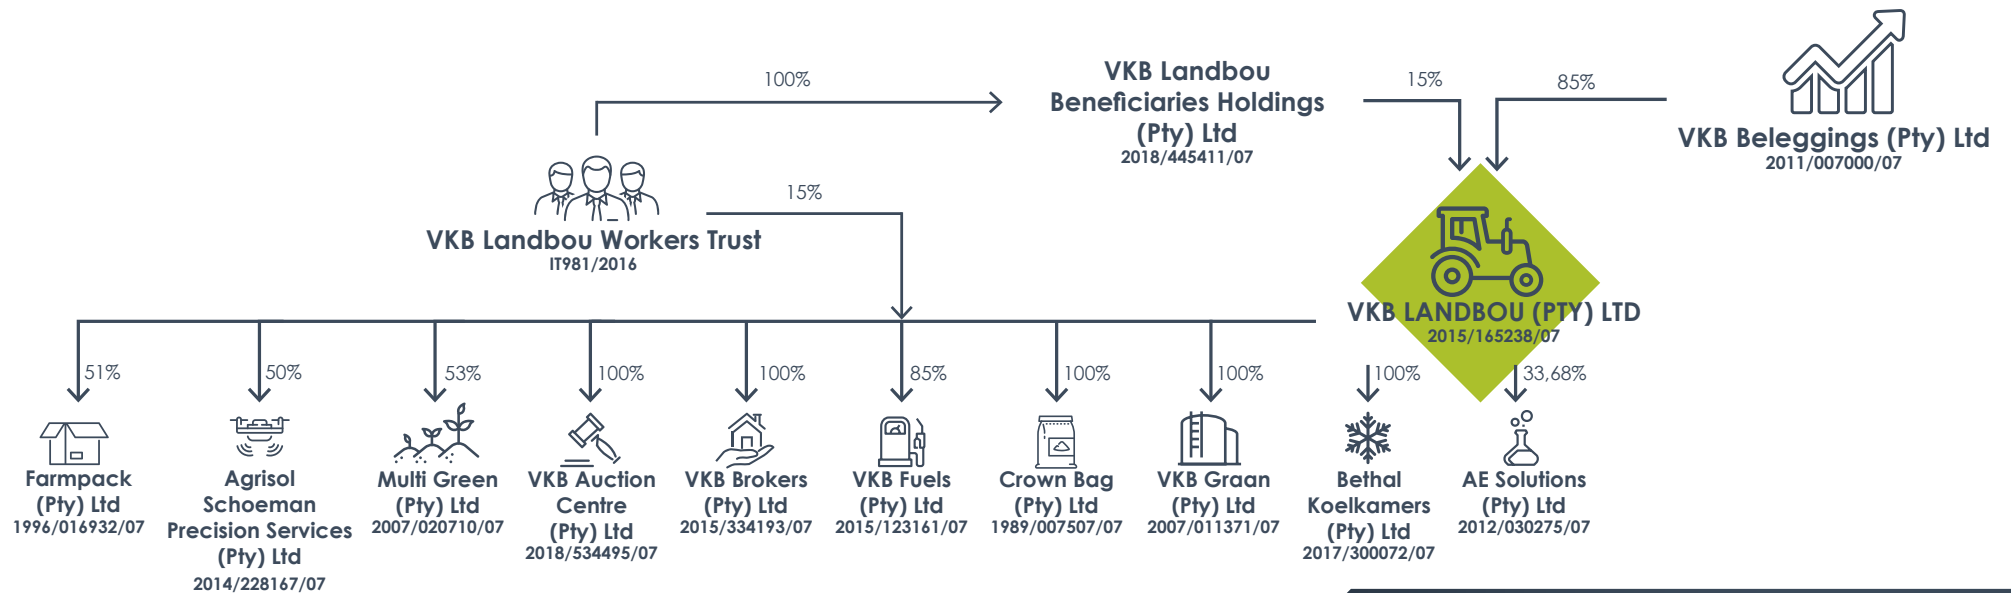 100%
VKB Landbou
Beneficiaries Holdings
(Pty) Ltd
2018/445411/07
15%
85%
VKB Beleggings (Pty) Ltd
2011/007000/07
15%
VKB Landbou Workers Trust
IT981/2016
VKB LANDBOU (PTY) LTD
2015/165238/07
51%
50%
53%
100%
100%
85%
100%
100%
100%
33,68%
Farmpack
(Pty) Ltd
1996/016932/07
Agrisol
Schoeman
Precision Services
(Pty) Ltd
2014/228167/07
Multi Green
(Pty) Ltd
2007/020710/07
VKB Auction
Centre
(Pty) Ltd
2018/534495/07
VKB Brokers
(Pty) Ltd
2015/334193/07
VKB Fuels
(Pty) Ltd
2015/123161/07
Crown Bag
(Pty) Ltd
1989/007507/07
VKB Graan
(Pty) Ltd
2007/011371/07
Bethal
Koelkamers
(Pty) Ltd
2017/300072/07
AE Solutions
(Pty) Ltd
2012/030275/07